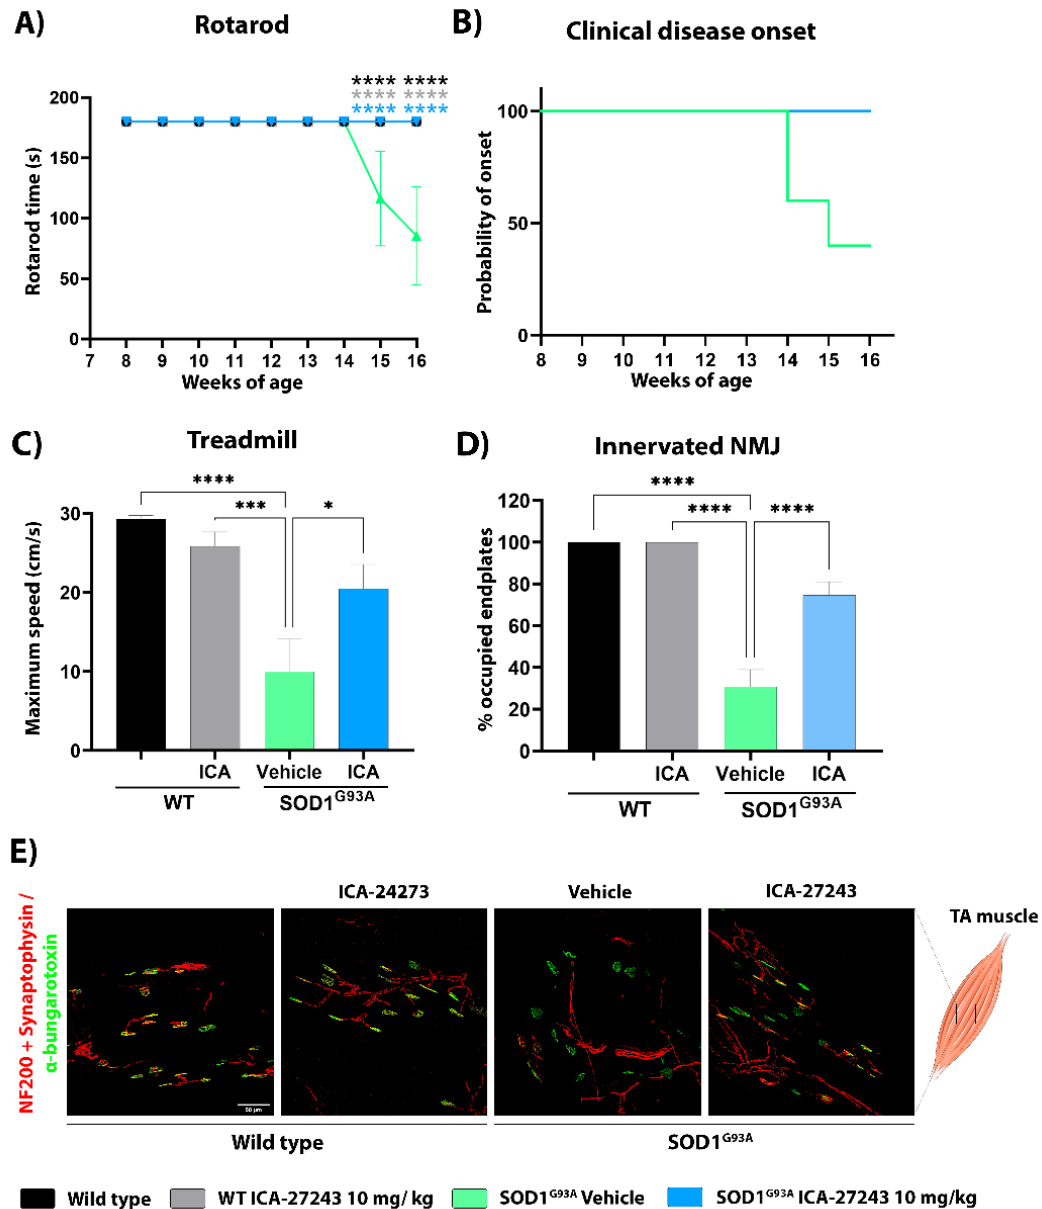 A)
Rotarod
**** ****
**** ****
**** ****
200
150
100
50
0
Rotarod time (s)
7 8 9 10 11 12 13 14 15 16
Weeks of age
B)
Clinical disease onset
100
50
0
Probability of onset
8 9 10 11 12 13 14 15 16
Weeks of age
C)
Treadmill
****
*** *
30
20
10
0
Maximum speed (cm/s)
ICA Vehicle ICA
WT SOD1G93A
D)
Innervated NMJ
****
**** ****
120
100
80
60
40
20
0
% occupied endplates
ICA Vehicle ICA
WT SOD1G93A
E)
NF200 + Synaptophysin /
α-bungarotoxin
ICA-24273 Vehicle ICA-27243
TA muscle
50 µm
Wild type SOD1G93A
Wild type WT ICA-27243 10 mg/ kg SOD1G93A Vehicle SOD1G93A ICA-27243 10 mg/kg